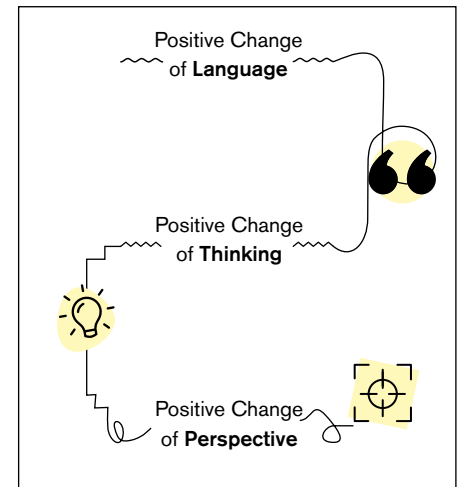 Positive Change
of Language
Positive Change
of Thinking
Positive Change
of Perspective